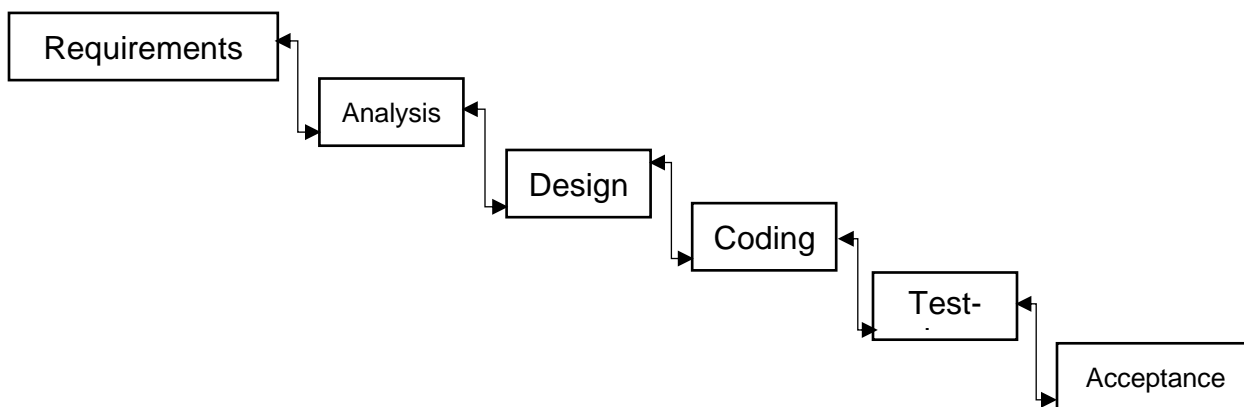 Requirements
Analysis
Design
Coding
Test-
Acceptance